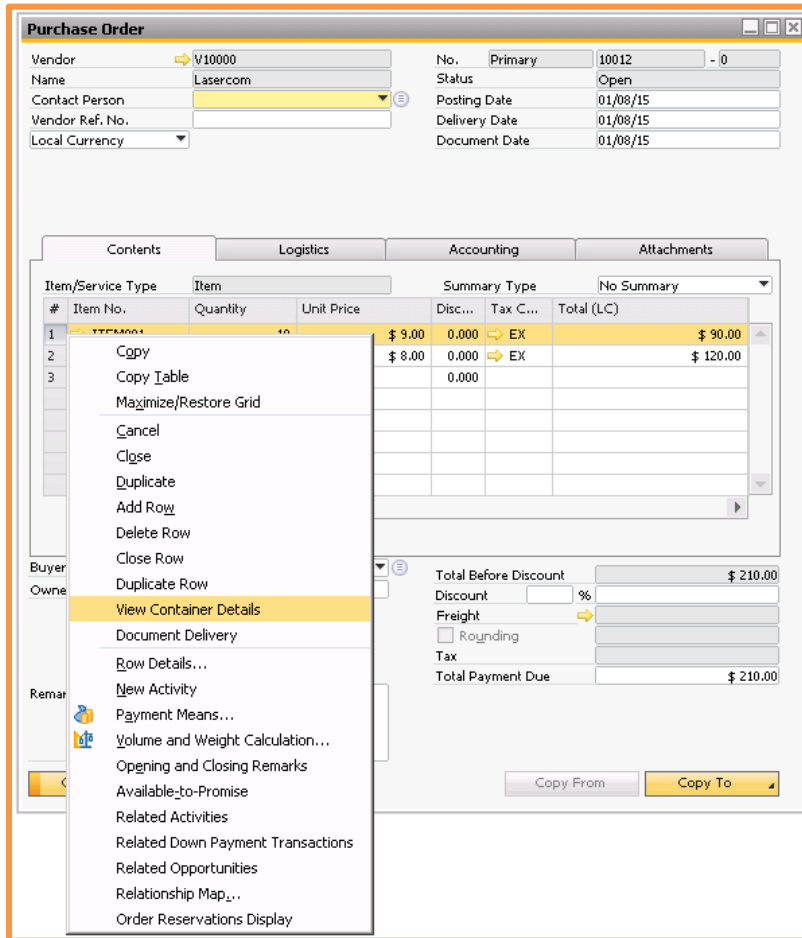 Purchase Order
Vendor V10000 No. Primary 10012 - 0
Name Lasercom Status Open
Contact Person Posting Date 01/08/15
Vendor Ref. No. Delivery Date 01/08/15
Local Currency Document Date 01/08/15
Contents Logistics Accounting Attachments
Item/Service Type Item Summary Type No Summary
# Item No. Quantity Unit Price Disc... Tax C... Total (LC)
1 ITEM001 10 $ 9.00 0.000 EX $ 90.00
2 $ 8.00 0.000 EX $ 120.00
3 0.000
Copy
Copy Table
Maximize/Restore Grid
Cancel
Close
Duplicate
Add Row
Delete Row
Close Row
Duplicate Row
View Container Details
Document Delivery
Row Details...
New Activity
Payment Means...
Volume and Weight Calculation...
Opening and Closing Remarks
Available-to-Promise
Related Activities
Related Down Payment Transactions
Related Opportunities
Relationship Map...
Order Reservations Display
Buyer Total Before Discount $ 210.00
Owne Discount %
Freight
Rounding
Tax
Total Payment Due $ 210.00
Remar
Copy From Copy To